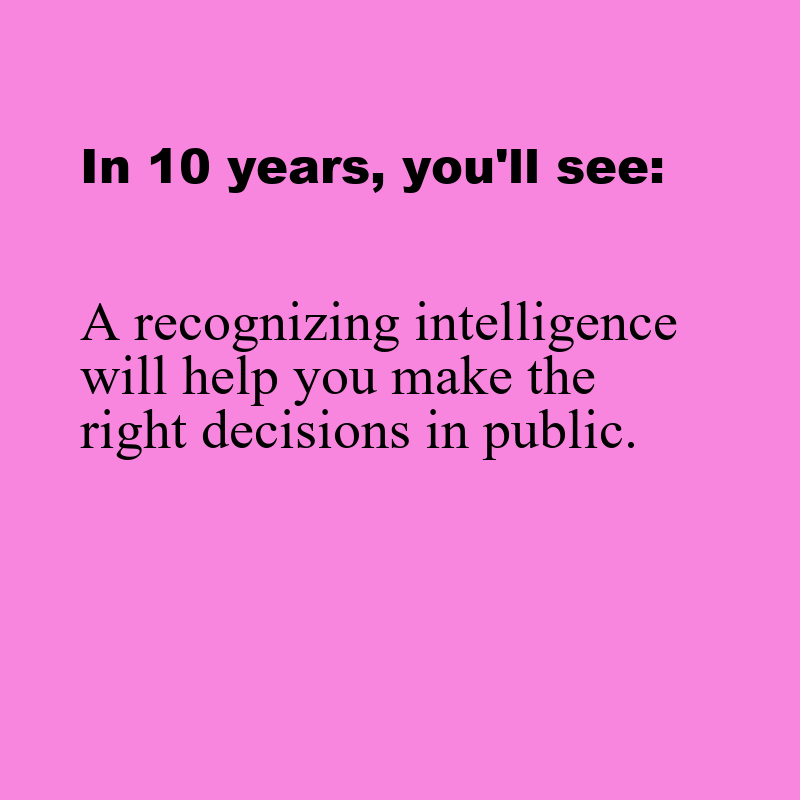 In 10 years, you'll see:
A recognizing intelligence
will help you make the
right decisions in public.